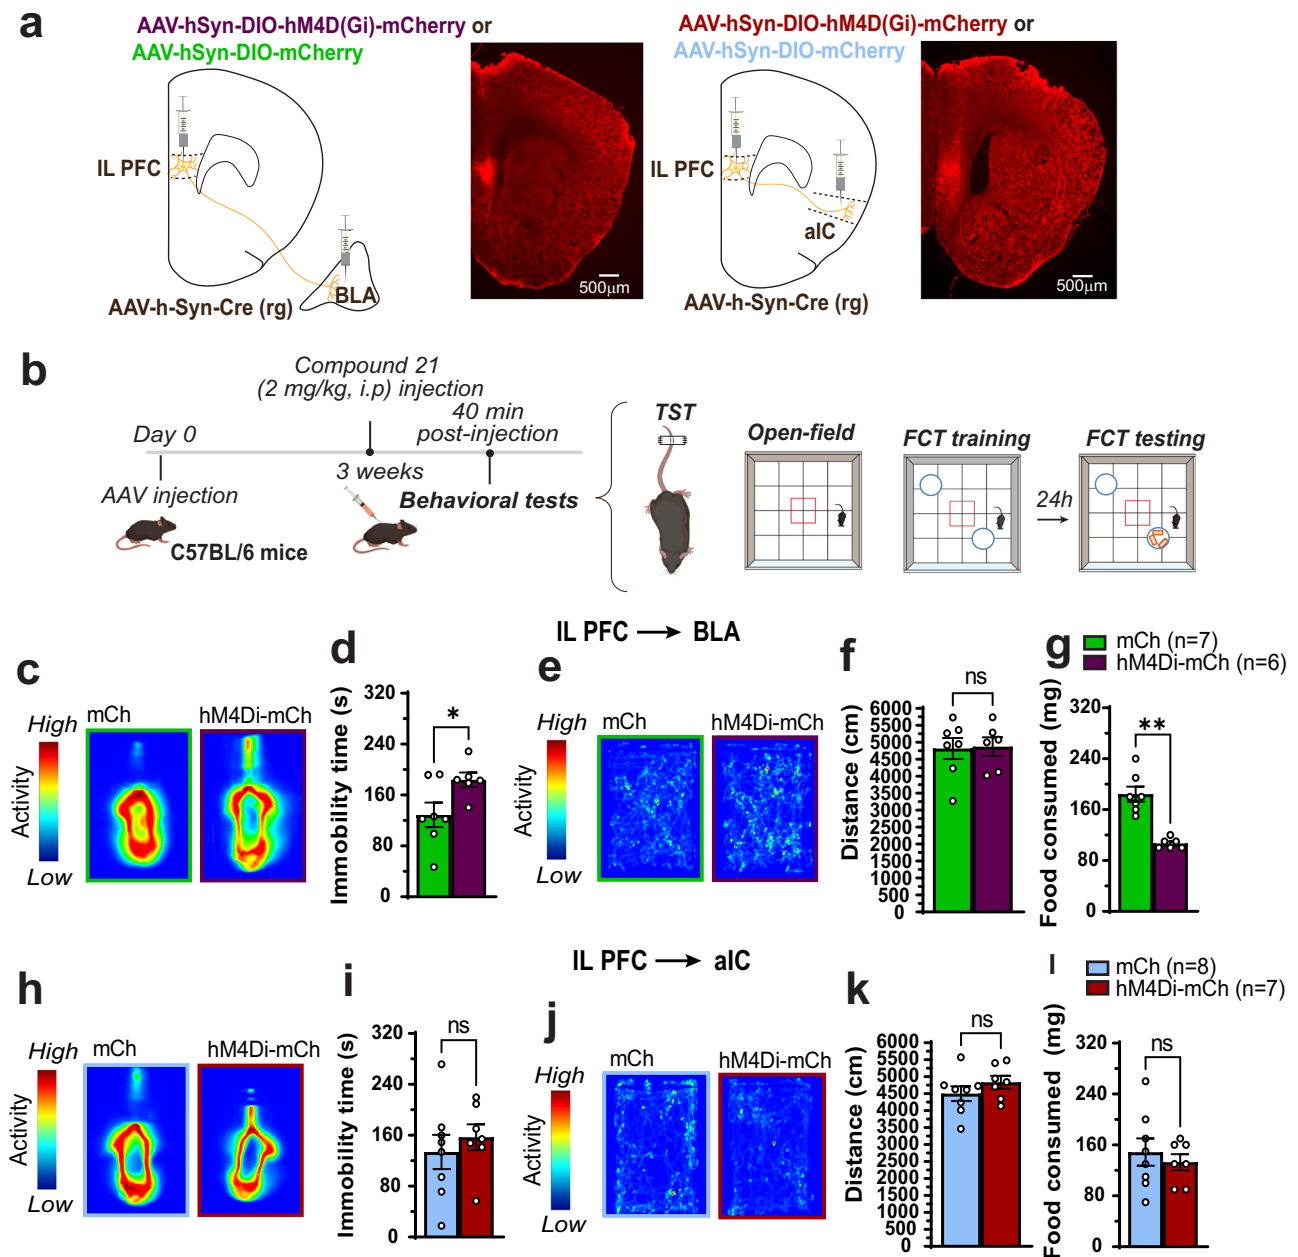 a
AAV-hSyn-DIO-hM4D(Gi)-mCherry or
AAV-hSyn-DIO-mCherry
IL PFC
BLA
AAV-h-Syn-Cre (rg)
500µm
AAV-hSyn-DIO-hM4D(Gi)-mCherry or
AAV-hSyn-DIO-mCherry
IL PFC
aIC
AAV-h-Syn-Cre (rg)
500µm
b
Compound 21
(2 mg/kg, i.p) injection
40 min
post-injection
Day 0
3 weeks
AAV injection
Behavioral tests
C57BL/6 mice
TST
Open-field
FCT training
24h
FCT testing
IL PFC → BLA
c
High
Activity
Low
mCh
hM4Di-mCh
d
Immobility time (s)
320
240
160
80
0
*
e
High
Activity
Low
mCh
hM4Di-mCh
f
Distance (cm)
6000
5500
5000
4500
4000
3500
3000
2500
2000
1500
1000
500
0
ns
g
mCh (n=7)
hM4Di-mCh (n=6)
Food consumed (mg)
320
240
160
80
0
**
IL PFC → aIC
h
High
Activity
Low
mCh
hM4Di-mCh
i
Immobility time (s)
320
240
160
80
0
ns
j
High
Activity
Low
mCh
hM4Di-mCh
k
Distance (cm)
6000
5500
5000
4500
4000
3500
3000
2500
2000
1500
1000
500
0
ns
l
mCh (n=8)
hM4Di-mCh (n=7)
Food consumed (mg)
320
240
160
80
0
ns